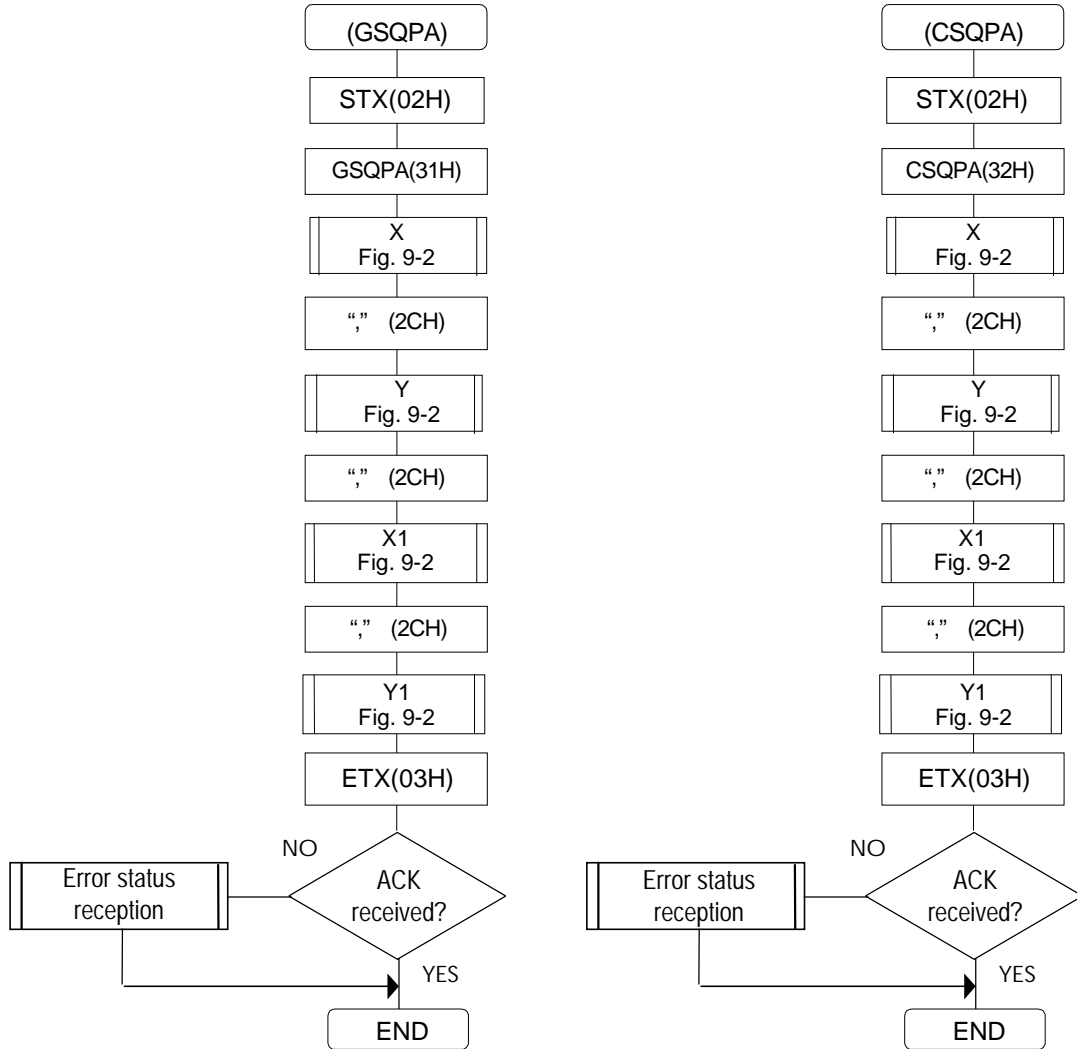 (GSQPA)
STX(02H)
GSQPA(31H)
X
Fig. 9-2
“,” (2CH)
Y
Fig. 9-2
“,” (2CH)
X1
Fig. 9-2
“,” (2CH)
Y1
Fig. 9-2
ETX(03H)
NO
Error status
reception
ACK
received?
YES
END
(CSQPA)
STX(02H)
CSQPA(32H)
X
Fig. 9-2
“,” (2CH)
Y
Fig. 9-2
“,” (2CH)
X1
Fig. 9-2
“,” (2CH)
Y1
Fig. 9-2
ETX(03H)
NO
Error status
reception
ACK
received?
YES
END